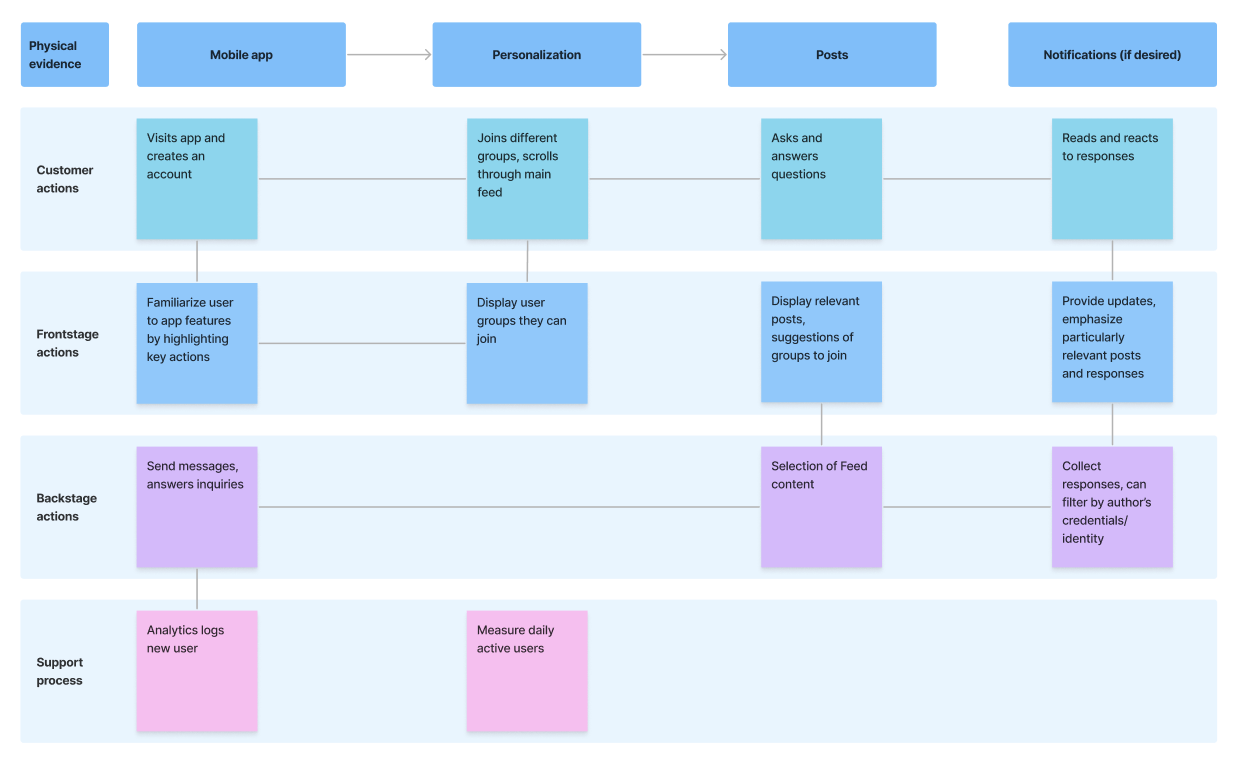 Physical
evidence
Mobile app
Personalization
Posts
Notifications (if desired)
Customer
actions
Visits app and
creates an
account
Joins different
groups, scrolls
through main
feed
Asks and
answers
questions
Reads and reacts
to responses
Frontstage
actions
Familiarize user
to app features
by highlighting
key actions
Display user
groups they can
join
Display relevant
posts,
suggestions of
groups to join
Provide updates,
emphasize
particularly
relevant posts
and responses
Backstage
actions
Send messages,
answers inquiries
Selection of Feed
content
Collect
responses, can
filter by author’s
credentials/
identity
Support
process
Analytics logs
new user
Measure daily
active users